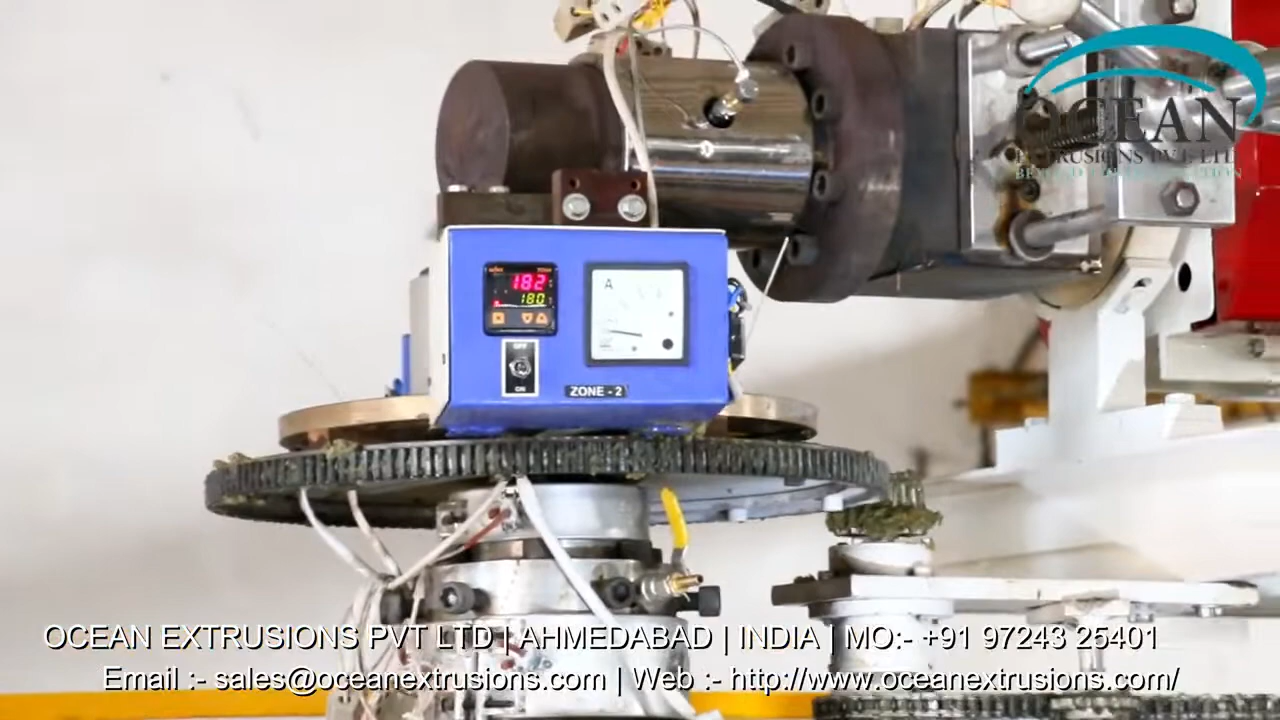 OCEAN
EXTRUSIONS PVT. LTD.
182
180
A
OFF
ON
ZONE - 2
OCEAN EXTRUSIONS PVT LTD | AHMEDABAD | INDIA | MO:- +91 97243 25401
Email :- sales@oceanextrusions.com | Web :- http://www.oceanextrusions.com/